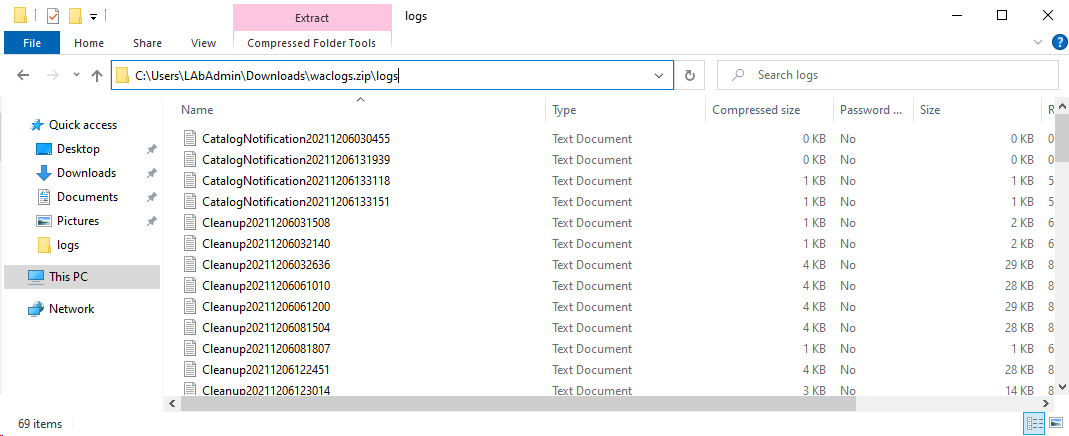 Extract logs
File Home Share View Compressed Folder Tools
C:\Users\LAbAdmin\Downloads\waclogs.zip\logs Search logs
Quick access
Desktop
Downloads
Documents
Pictures
logs
This PC
Network
Name Type Compressed size Password ... Size R
CatalogNotification20211206030455 Text Document 0 KB No 0 KB 0
CatalogNotification20211206131939 Text Document 0 KB No 0 KB 0
CatalogNotification20211206133118 Text Document 1 KB No 1 KB 5
CatalogNotification20211206133151 Text Document 1 KB No 1 KB 5
Cleanup20211206031508 Text Document 1 KB No 2 KB 6
Cleanup20211206032140 Text Document 1 KB No 2 KB 6
Cleanup20211206032636 Text Document 4 KB No 29 KB 8
Cleanup20211206061010 Text Document 4 KB No 28 KB 8
Cleanup20211206061200 Text Document 4 KB No 29 KB 8
Cleanup20211206081504 Text Document 4 KB No 28 KB 8
Cleanup20211206081807 Text Document 1 KB No 1 KB 6
Cleanup20211206122451 Text Document 4 KB No 28 KB 8
Cleanup20211206123014 Text Document 3 KB No 14 KB 8
69 items